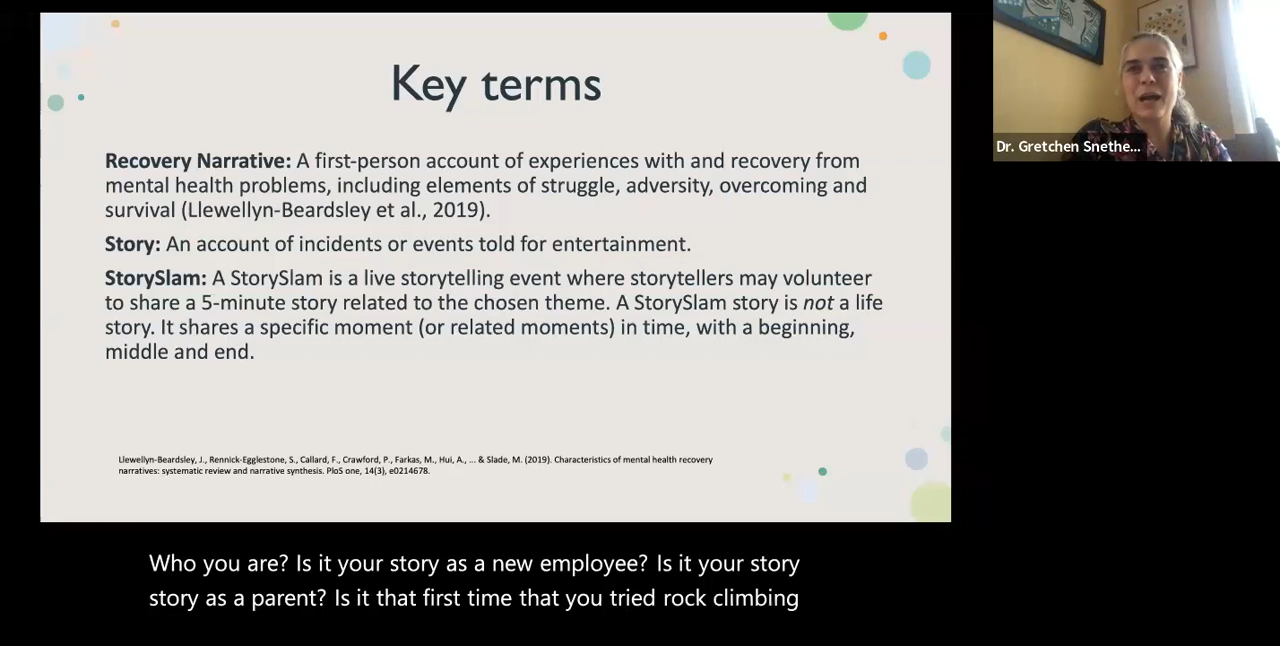 Key terms
Recovery Narrative: A first-person account of experiences with and recovery from
mental health problems, including elements of struggle, adversity, overcoming and
survival (Llewellyn-Beardsley et al., 2019).
Story: An account of incidents or events told for entertainment.
StorySlam: A StorySlam is a live storytelling event where storytellers may volunteer
to share a 5-minute story related to the chosen theme. A StorySlam story is not a life
story. It shares a specific moment (or related moments) in time, with a beginning,
middle and end.
Llewellyn-Beardsley, J., Rennick-Egglestone, S., Callard, F., Crawford, P., Farkas, M., Hui, A., ... & Slade, M. (2019). Characteristics of mental health recovery
narratives: systematic review and narrative synthesis. PloS one, 14(3), e0214678.
Dr. Gretchen Snethe...
Who you are? Is it your story as a new employee? Is it your story
story as a parent? Is it that first time that you tried rock climbing